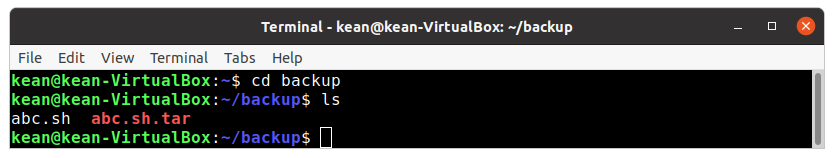 Terminal - kean@kean-VirtualBox: ~/backup
File Edit View Terminal Tabs Help
kean@kean-VirtualBox:~$ cd backup
kean@kean-VirtualBox:~/backup$ ls
abc.sh  abc.sh.tar
kean@kean-VirtualBox:~/backup$